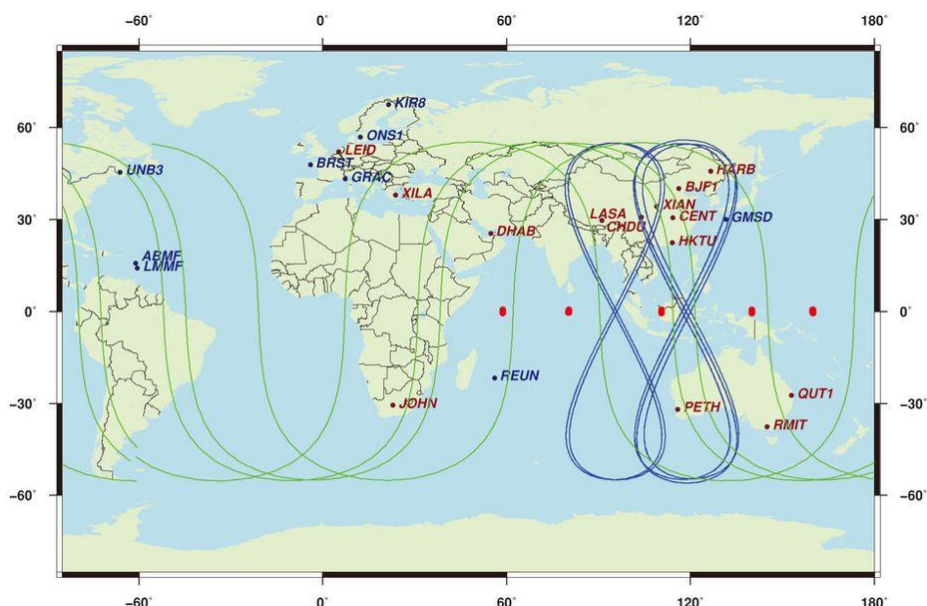 −60° 0° 60° 120° 180°
60° 60°
30° 30°
0° 0°
−30° −30°
−60° −60°
−60° 0° 60° 120° 180°
KIR8
ONS1
LEID
BRST
GRAC
UNB3
XILA
HARB
BJF1
XIAN
LASA
CENT
GMSD
CHDU
DHAB
HKTU
ABMF
LMMF
REUN
QUT1
JOHN
PETH
RMIT